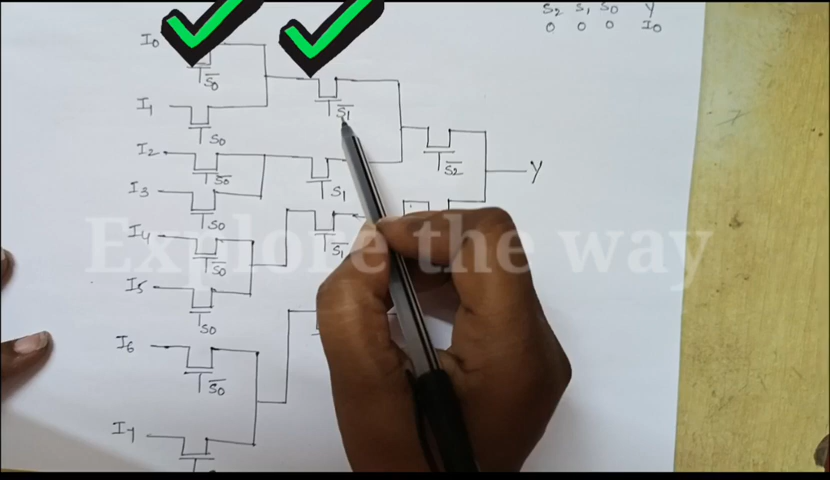 S2 S1 S0 Y
0 0 0 I0
I0
S̅0̅
I1
S0
S̅1̅
I2
S̅0̅
S1
S̅2̅
Y
I3
S0
I4
S̅0̅
S̅1̅
Explore the way
I5
S0
I6
S̅0̅
I7